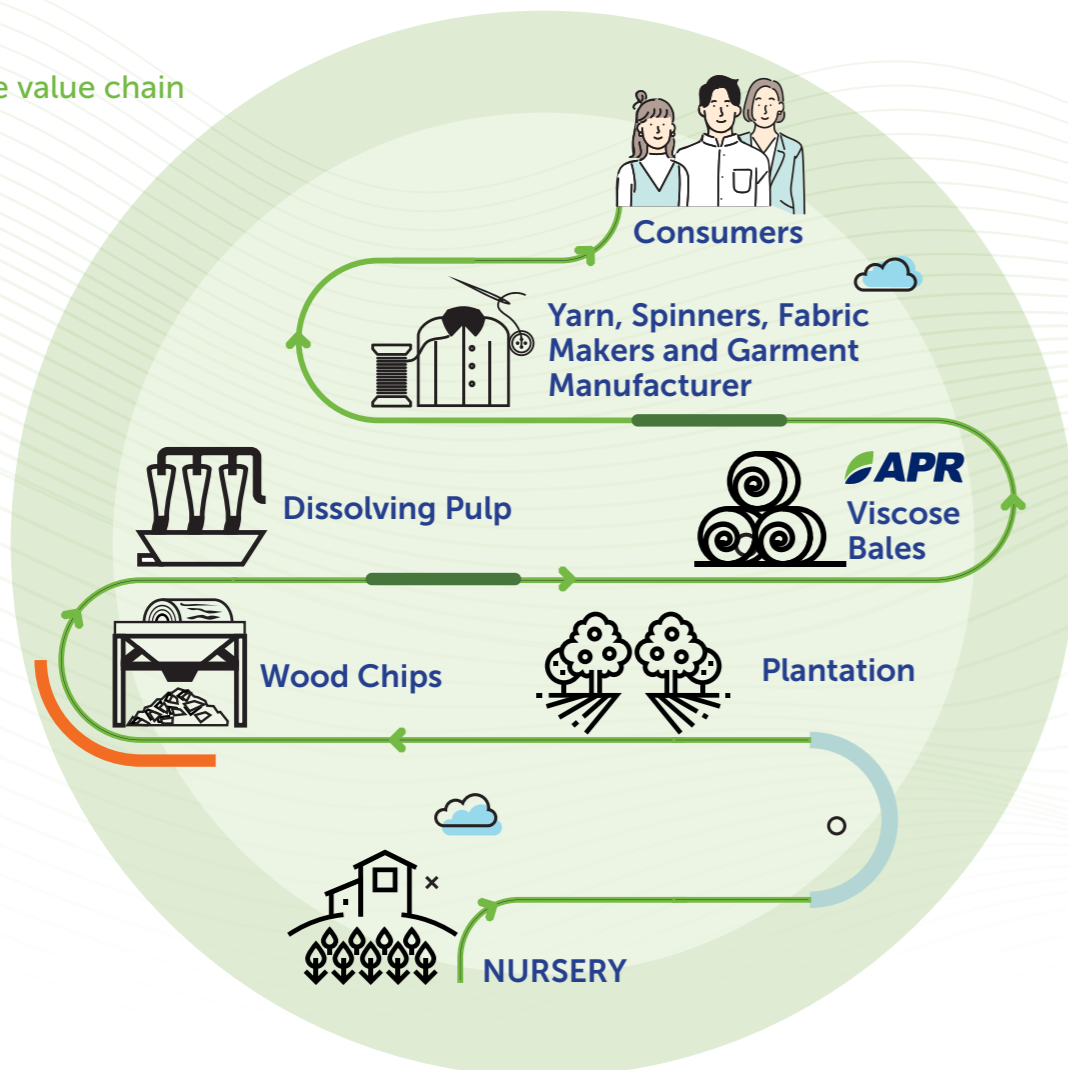 e value chain
Consumers
Yarn, Spinners, Fabric
Makers and Garment
Manufacturer
Dissolving Pulp
APR
Viscose
Bales
Wood Chips
Plantation
NURSERY